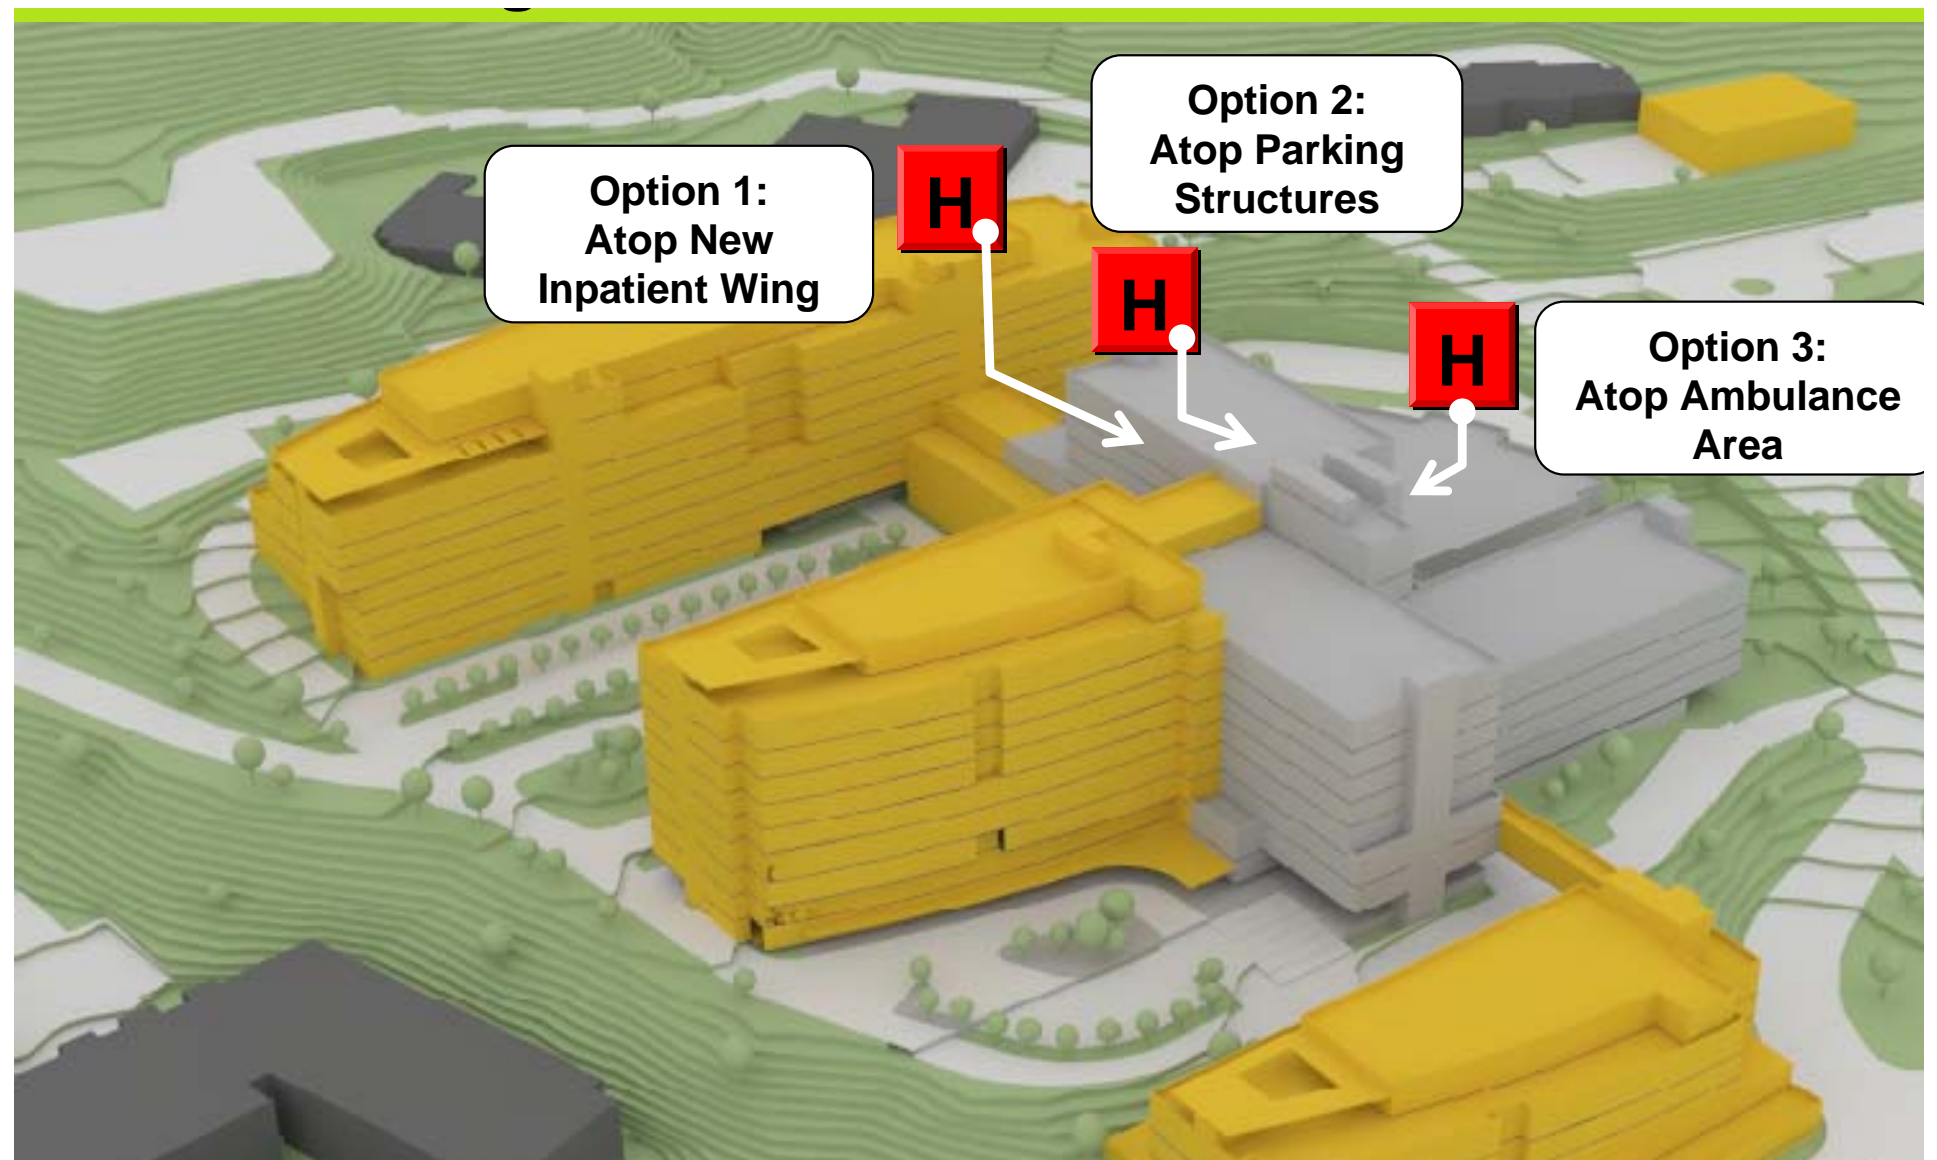 Option 1:
Atop New
Inpatient Wing
H
Option 2:
Atop Parking
Structures
H
H
Option 3:
Atop Ambulance
Area